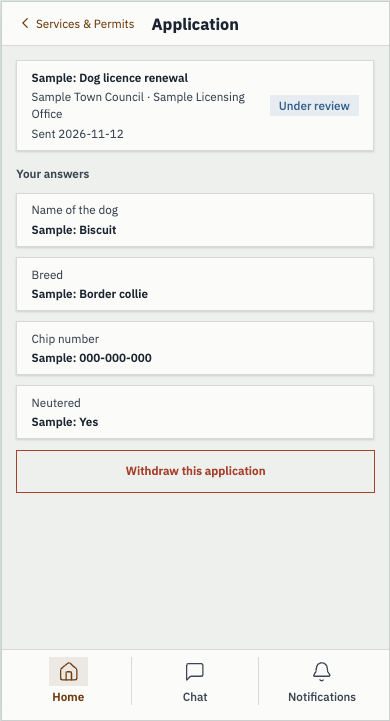 Services & Permits
Application
Sample: Dog licence renewal
Sample Town Council · Sample Licensing
Office
Under review
Sent 2026-11-12
Your answers
Name of the dog
Sample: Biscuit
Breed
Sample: Border collie
Chip number
Sample: 000-000-000
Neutered
Sample: Yes
Withdraw this application
Home
Chat
Notifications